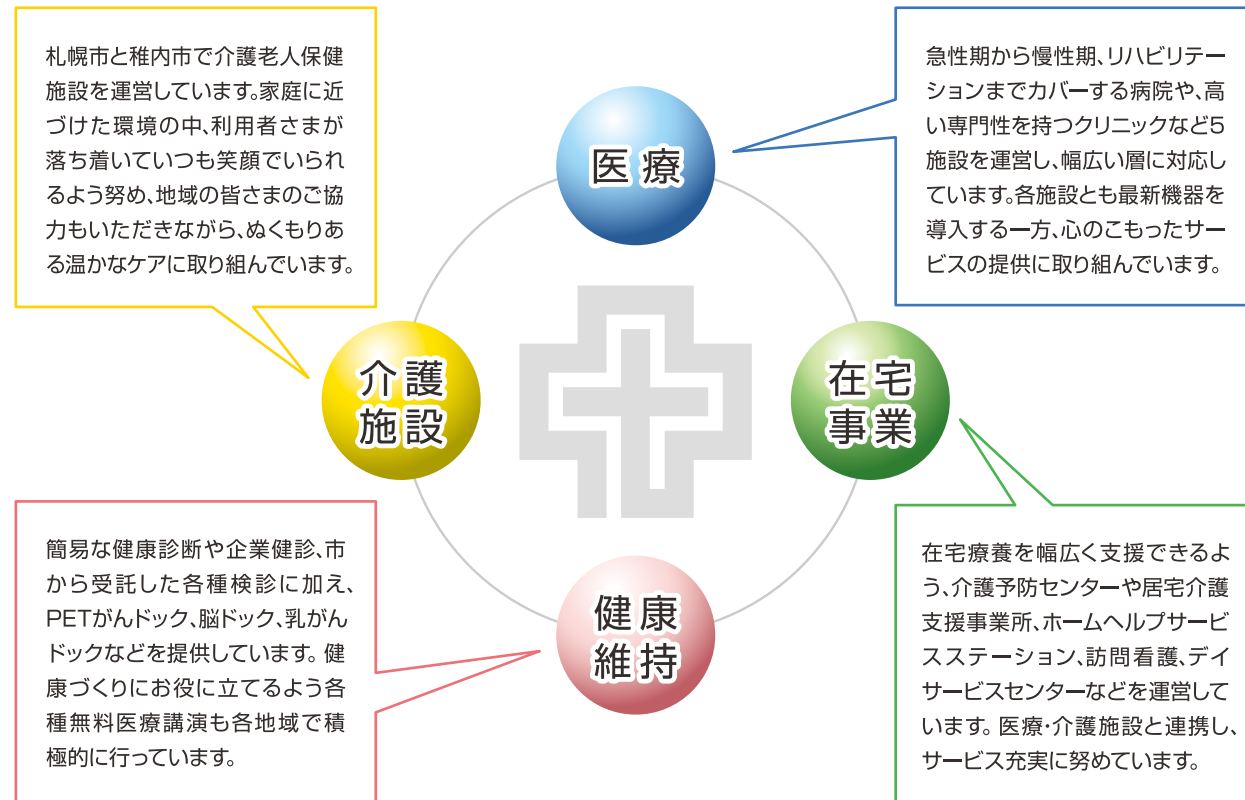 札幌市と稚内市で介護老人保健
施設を運営しています。家庭に近
づけた環境の中、利用者さまが
落ち着いていつも笑顔でいられ
るよう努め、地域の皆さまのご協
力もいただきながら、ぬくもりあ
る温かなケアに取り組んでいます。
医療
急性期から慢性期、リハビリテー
ションまでカバーする病院や、高
い専門性を持つクリニックなど5
施設を運営し、幅広い層に対応し
ています。各施設とも最新機器を
導入する一方、心のこもったサー
ビスの提供に取り組んでいます。
介護
施設
在宅
事業
簡易な健康診断や企業健診、市
から受託した各種検診に加え、
PETがんドック、脳ドック、乳がん
ドックなどを提供しています。健
康づくりにお役に立てるよう各
種無料医療講演も各地域で積
極的に行っています。
健康
維持
在宅療養を幅広く支援できるよ
う、介護予防センターや居宅介護
支援事業所、ホームヘルプサービ
スステーション、訪問看護、デイ
サービスセンターなどを運営して
います。医療・介護施設と連携し、
サービス充実に努めています。